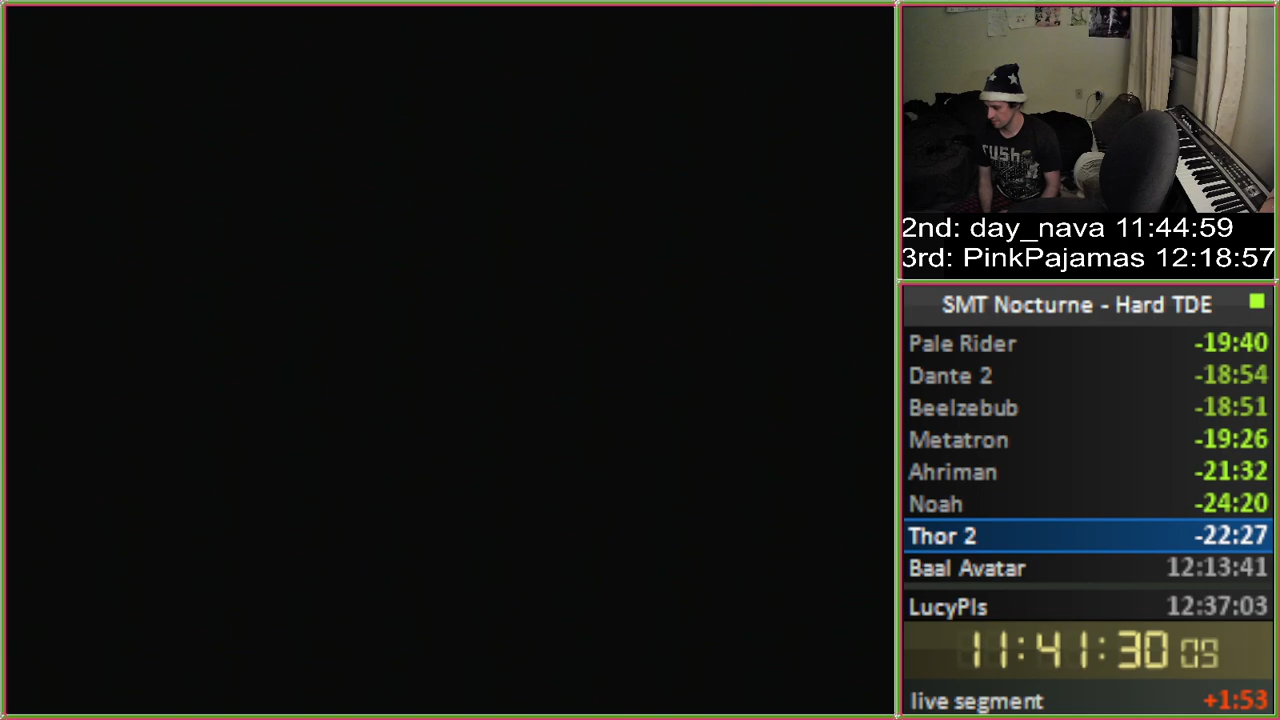 rush
2nd: day_nava 11:44:59
3rd: PinkPajamas 12:18:57
SMT Nocturne - Hard TDE
Pale Rider -19:40
Dante 2 -18:54
Beelzebub -18:51
Metatron -19:26
Ahriman -21:32
Noah -24:20
Thor 2 -22:27
Baal Avatar 12:13:41
LucyPls 12:37:03
11:41:30 09
live segment +1:53